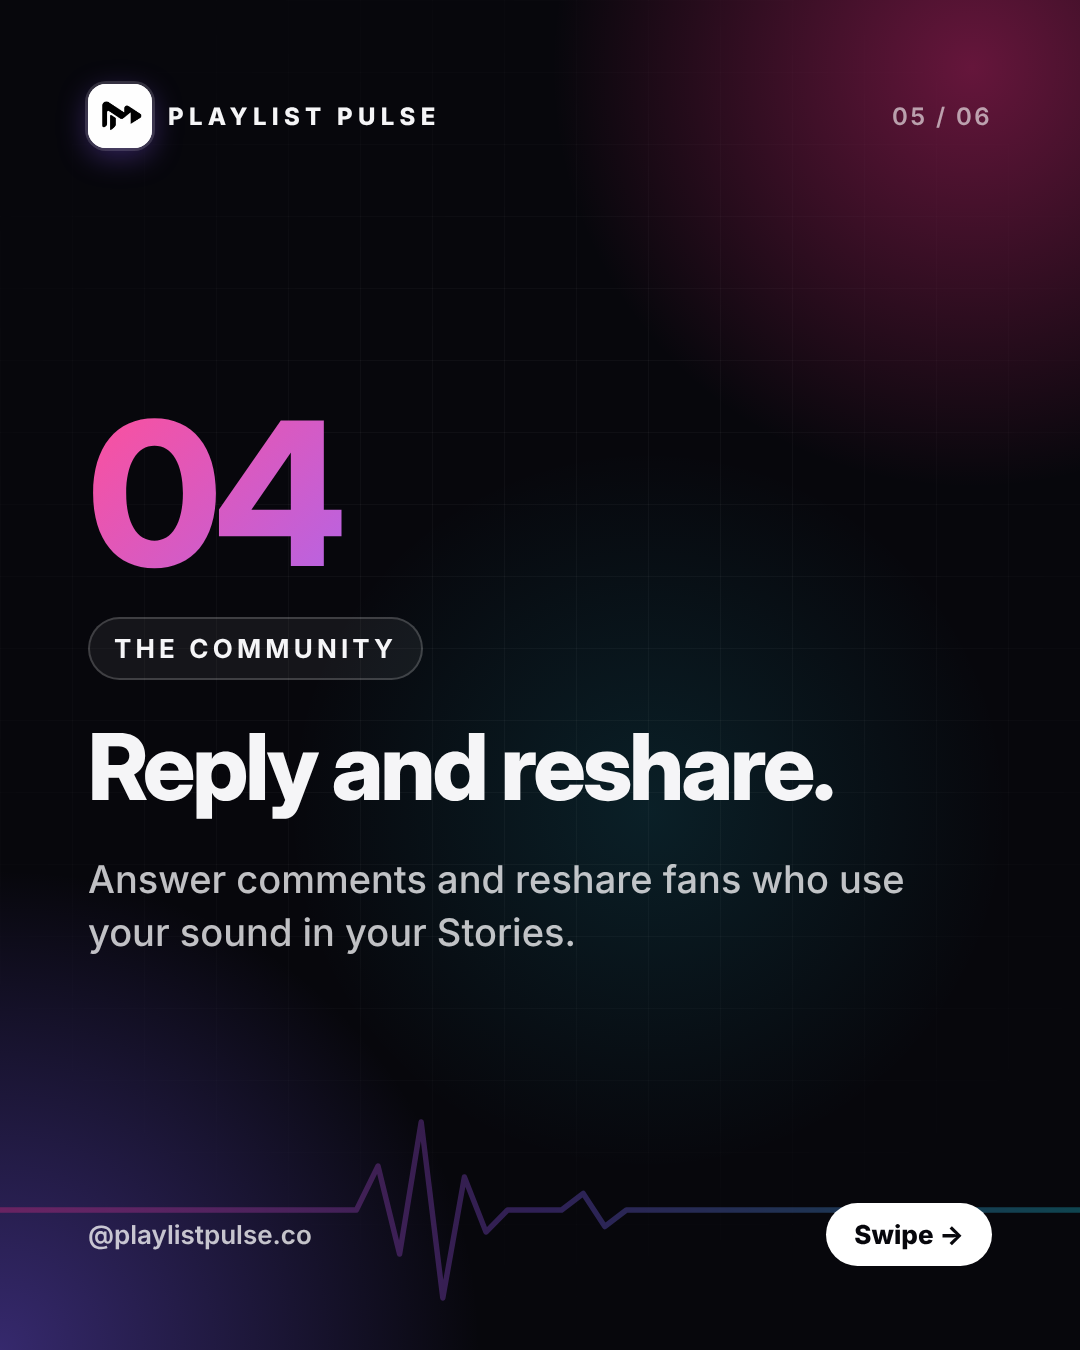 PLAYLIST PULSE
05 / 06
04
THE COMMUNITY
Reply and reshare.
Answer comments and reshare fans who use
your sound in your Stories.
@playlistpulse.co
Swipe →